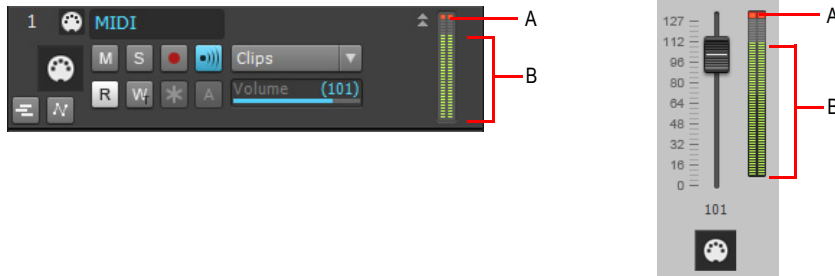 1 MIDI
M S Clips
R W A Volume (101)
A
B
127
112
96
80
64
48
32
16
0
101
A
B